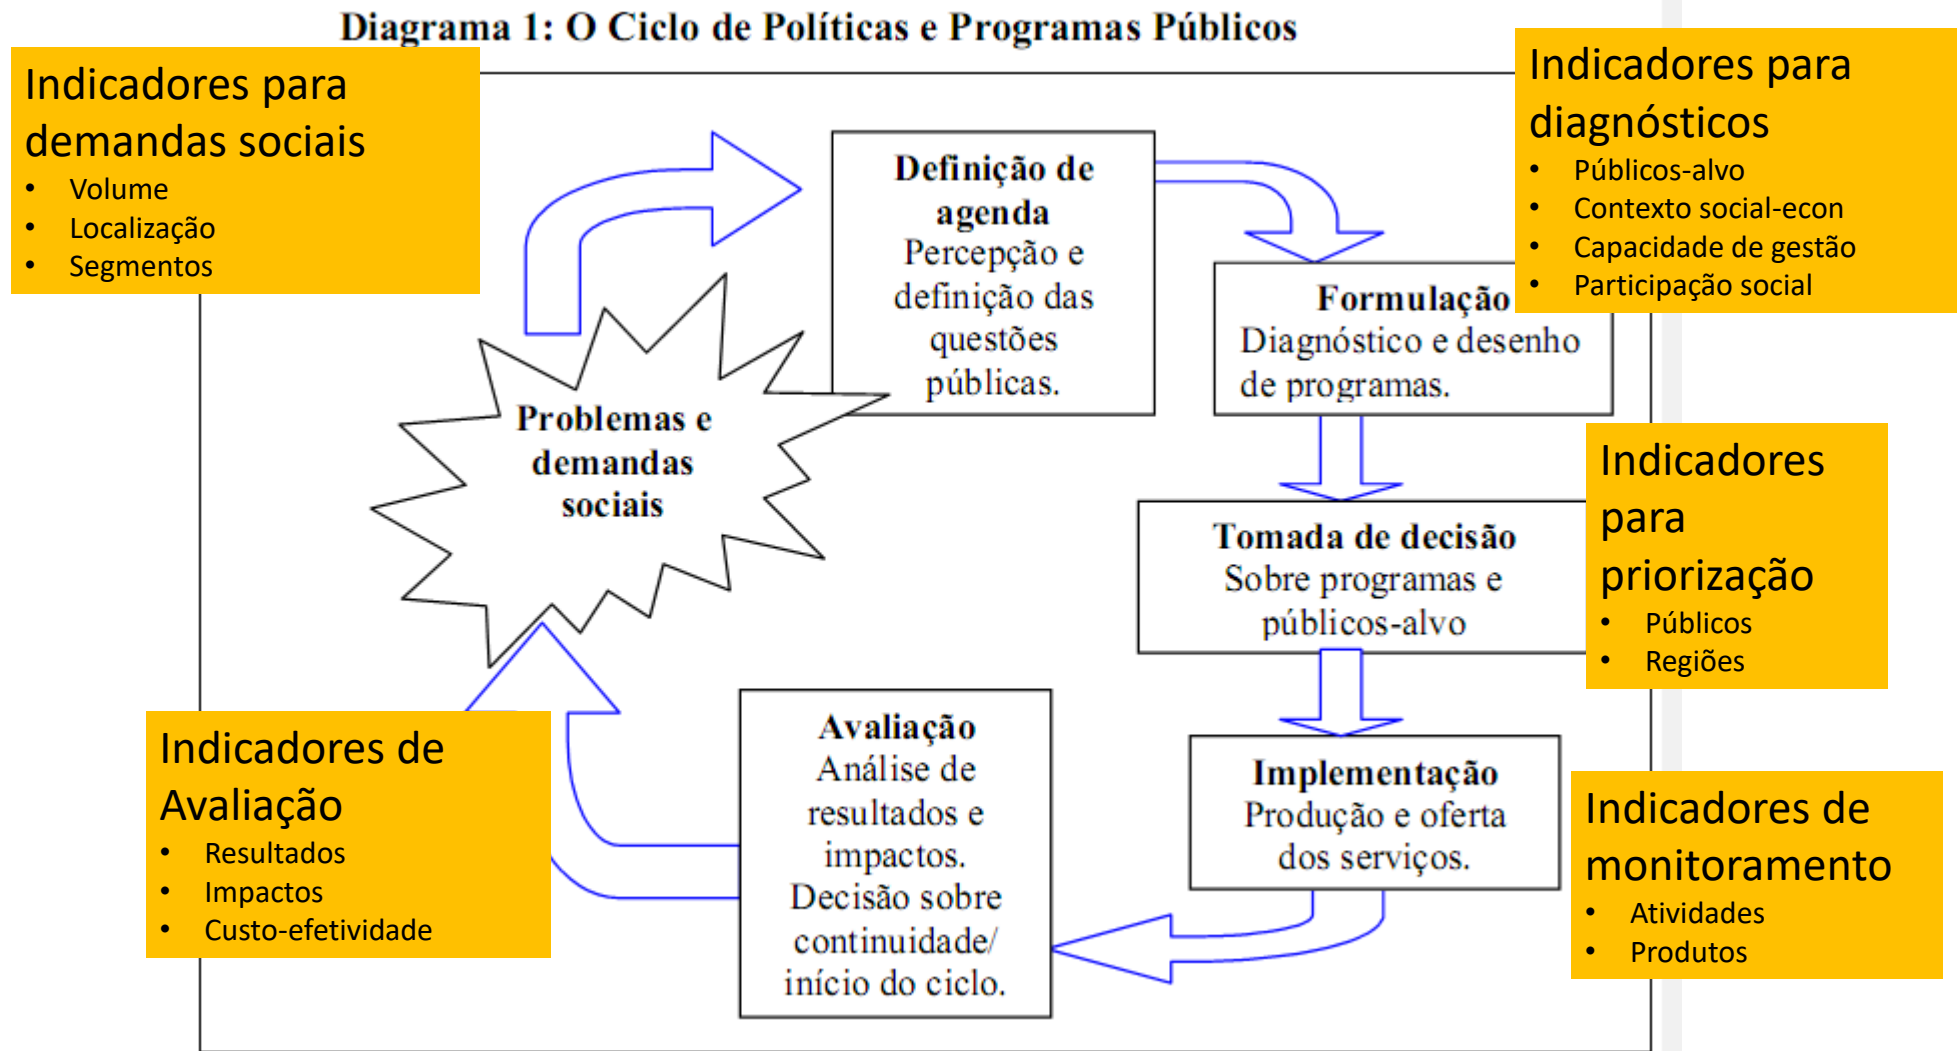 Diagrama 1: O Ciclo de Políticas e Programas Públicos
Indicadores para
demandas sociais
• Volume
• Localização
• Segmentos
Definição de
agenda
Percepção e
definição das
questões
públicas.
Indicadores para
diagnósticos
• Públicos-alvo
• Contexto social-econ
• Capacidade de gestão
• Participação social
Formulação
Diagnóstico e desenho
de programas.
Problemas e
demandas
sociais
Indicadores
para
priorização
• Públicos
• Regiões
Tomada de decisão
Sobre programas e
públicos-alvo
Indicadores de
Avaliação
• Resultados
• Impactos
• Custo-efetividade
Avaliação
Análise de
resultados e
impactos.
Decisão sobre
continuidade/
início do ciclo.
Implementação
Produção e oferta
dos serviços.
Indicadores de
monitoramento
• Atividades
• Produtos